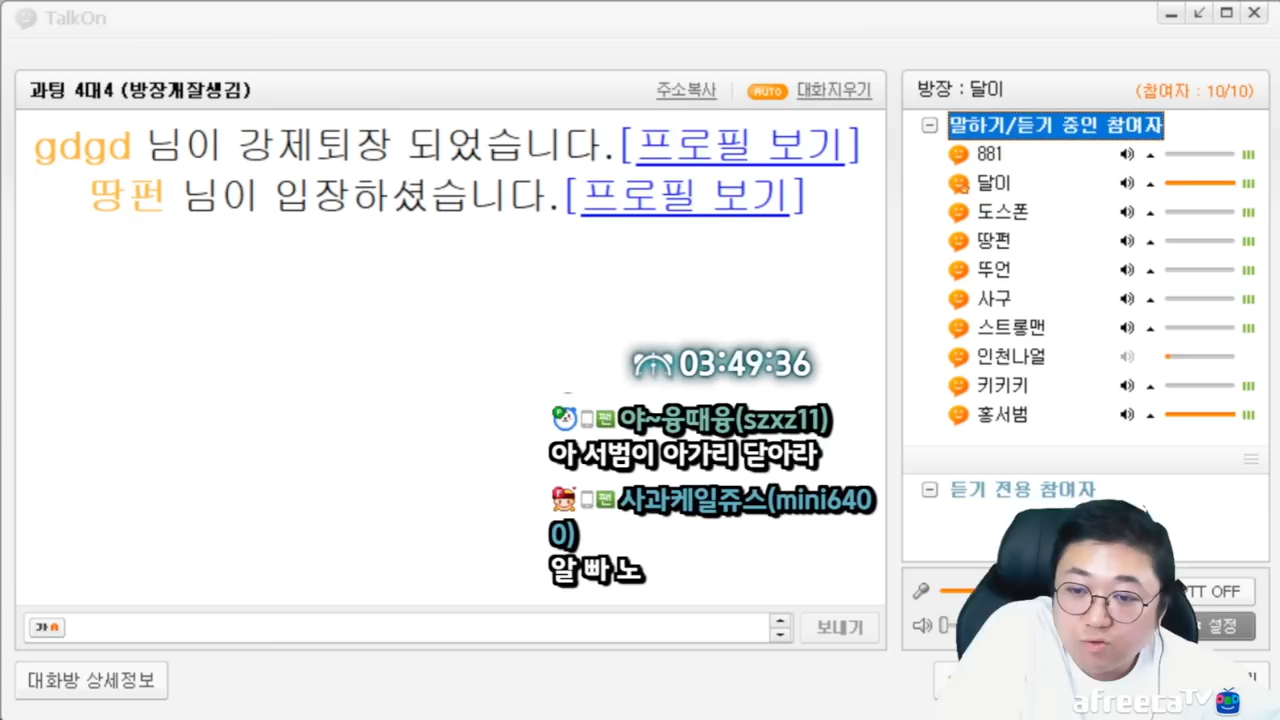 TalkOn
과팅 4대4 (방장개잘생김)
주소복사
AUTO
대화지우기
gdgd 님이 강제퇴장 되었습니다.[프로필 보기]
땅펀 님이 입장하셨습니다.[프로필 보기]
03:49:36
팬 야~융때융(szxz11)
아 서범이 아가리 닫아라
팬 사과케일쥬스(mini640
0)
알 빠 노
가
보내기
대화방 상세정보
방장 : 달이
(참여자 : 10/10)
말하기/듣기 중인 참여자
881
달이
도스폰
땅펀
뚜언
사구
스트롱맨
인천나얼
키키키
홍서범
듣기 전용 참여자
OFF
설정
afreecaTV